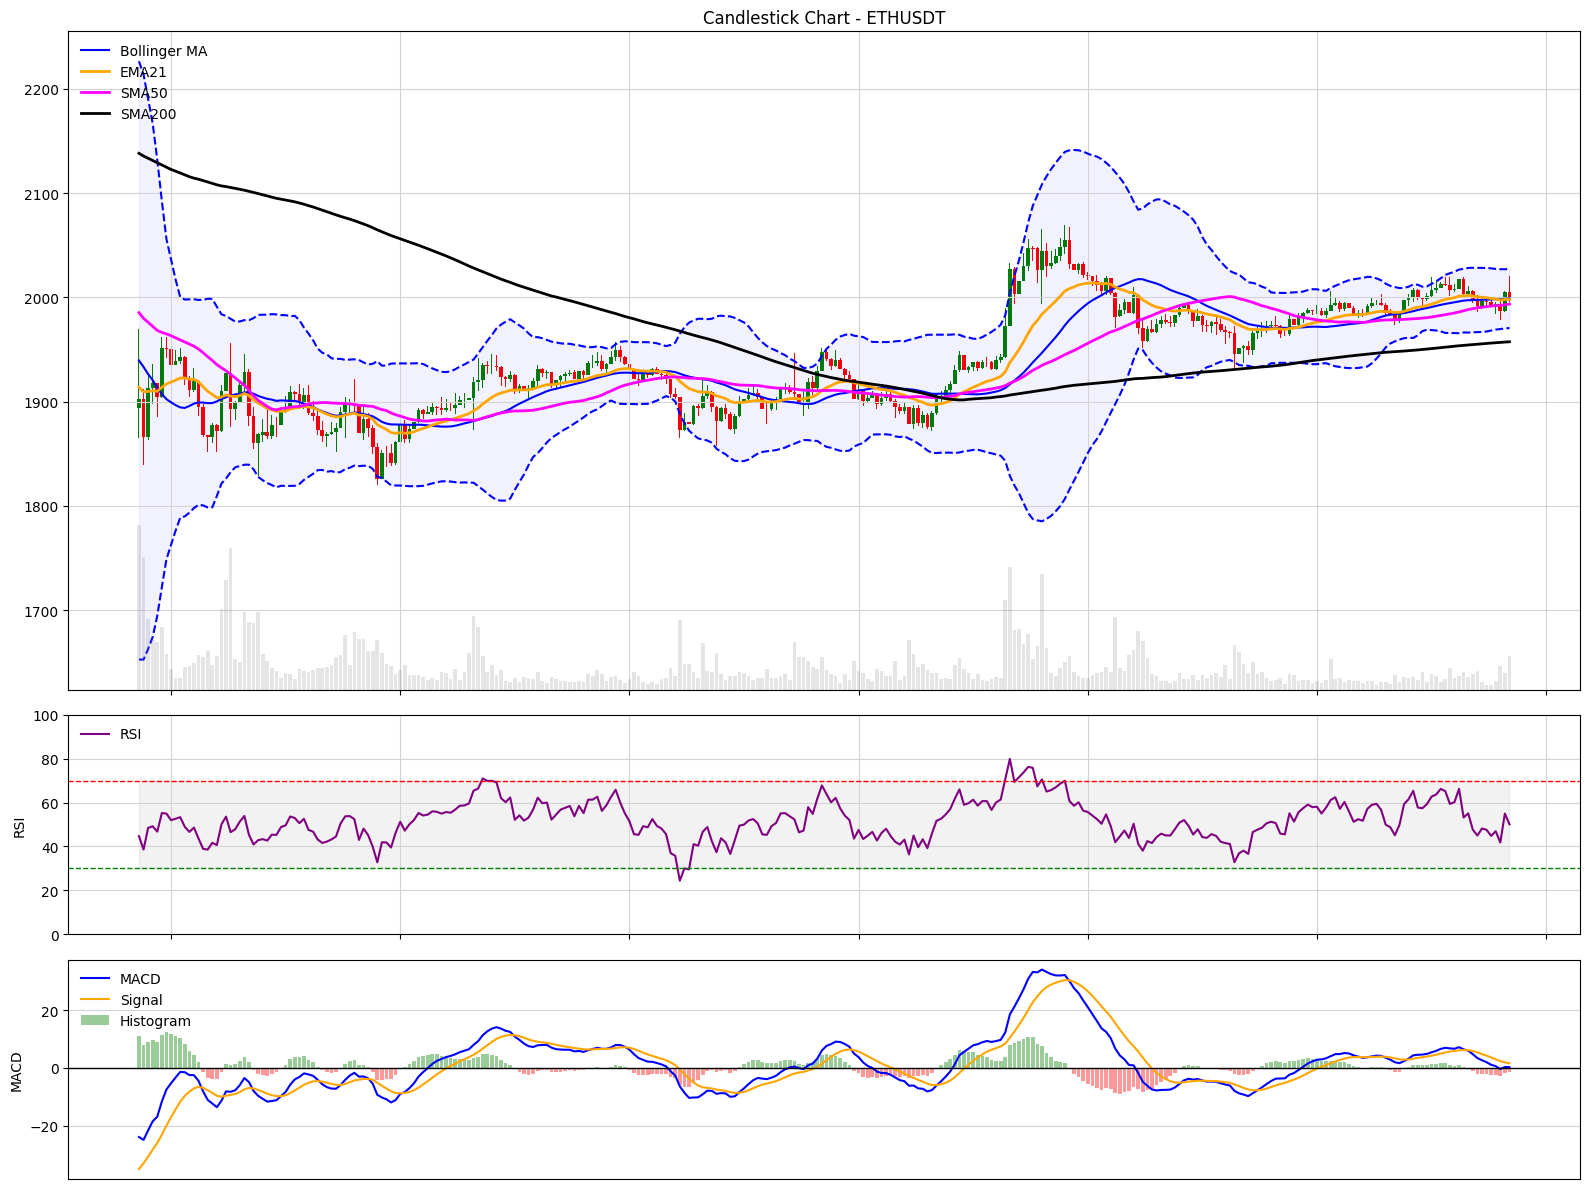 Candlestick Chart - ETHUSDT
Bollinger MA
EMA21
SMA50
SMA200
2200
2100
2000
1900
1800
1700
RSI
100
80
60
40
20
0
RSI
MACD
Signal
Histogram
20
0
−20
MACD